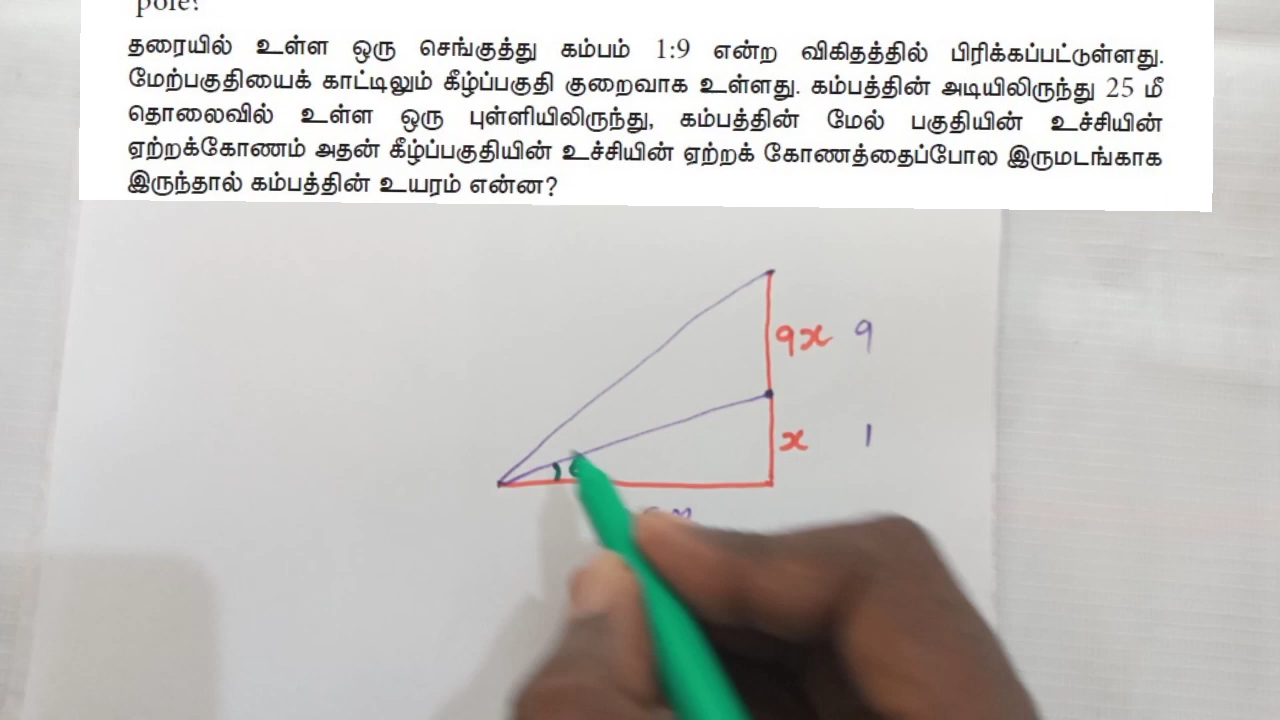 pole?
தரையில் உள்ள ஒரு செங்குத்து கம்பம் 1:9 என்ற விகிதத்தில் பிரிக்கப்பட்டுள்ளது.
மேற்பகுதியைக் காட்டிலும் கீழ்ப்பகுதி குறைவாக உள்ளது. கம்பத்தின் அடியிலிருந்து 25 மீ
தொலைவில் உள்ள ஒரு புள்ளியிலிருந்து, கம்பத்தின் மேல் பகுதியின் உச்சியின்
ஏற்றக்கோணம் அதன் கீழ்ப்பகுதியின் உச்சியின் ஏற்றக் கோணத்தைப்போல இருமடங்காக
இருந்தால் கம்பத்தின் உயரம் என்ன?
9x 9
x 1